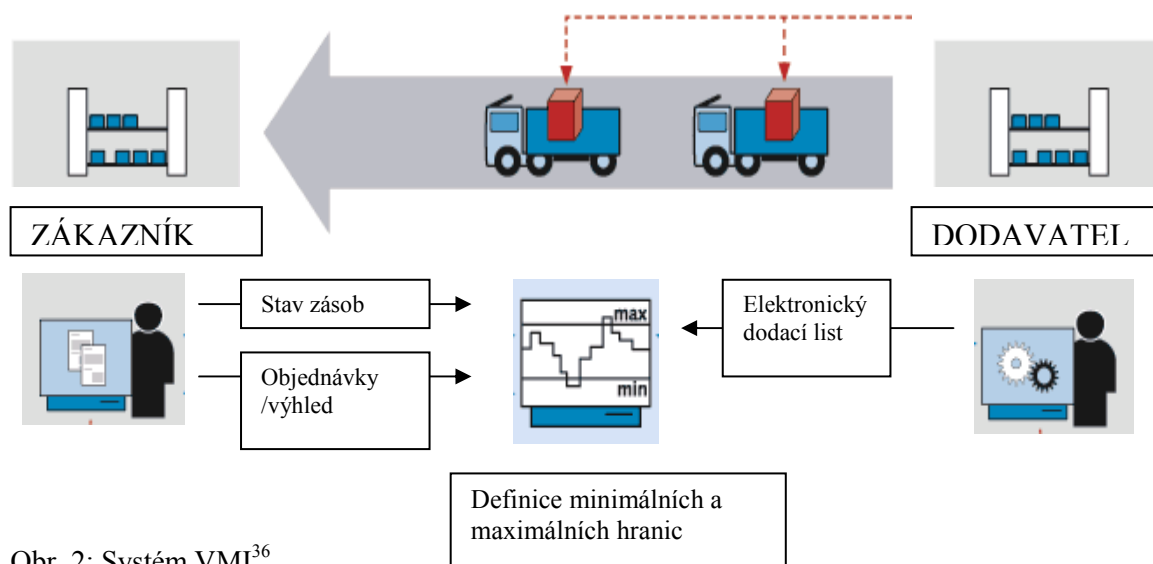 ZÁKAZNÍK
DODAVATEL
Stav zásob
Objednávky
/výhled
max
min
Elektronický
dodací list
Definice minimálních a
maximálních hranic
Obr. 2: Systém VMI36